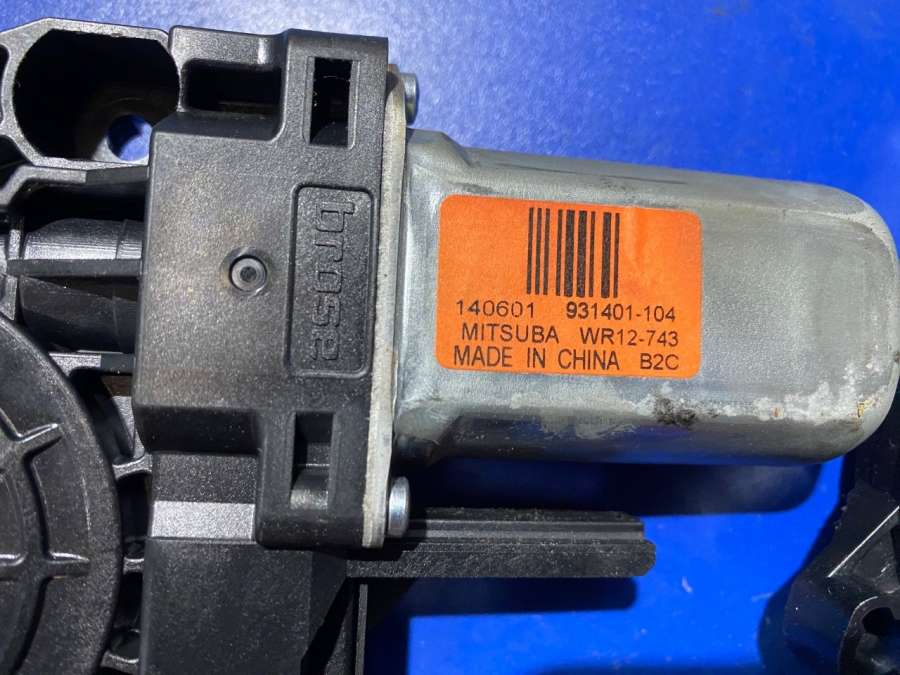 brose
140601 931401-104
MITSUBA WR12-743
MADE IN CHINA B2C